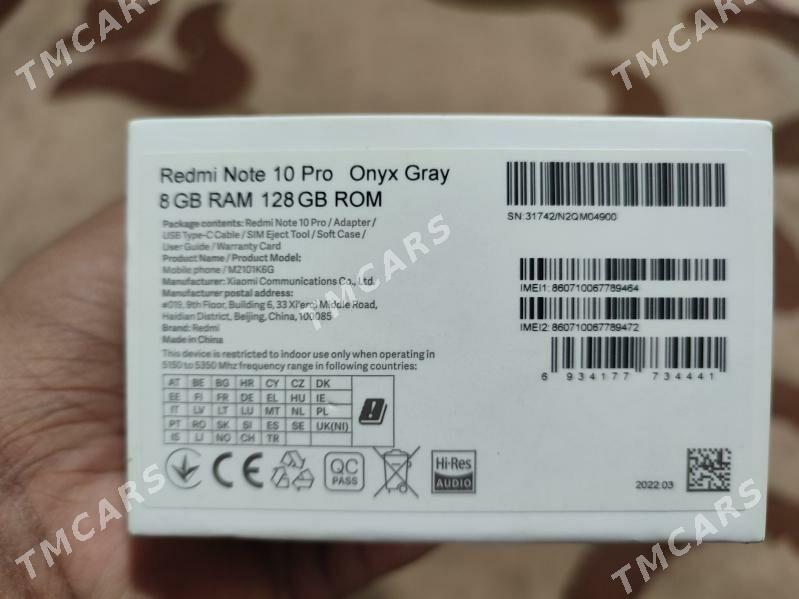 Redmi Note 10 Pro Onyx Gray
8 GB RAM 128 GB ROM
Package contents: Redmi Note 10 Pro / Adapter /
USB Type-C Cable / SIM Eject Tool / Soft Case /
User Guide / Warranty Card
Product Name / Product Model:
Mobile phone / M2101K6G
Manufacturer: Xiaomi Communications Co., Ltd.
Manufacturer postal address:
#019, 9th Floor, Building 6, 33 Xi'erqi Middle Road,
Haidian District, Beijing, China, 100085
Brand: Redmi
Made in China
This device is restricted to indoor use only when operating in
5150 to 5350 Mhz frequency range in following countries:
AT BE BG HR CY CZ DK
EE FI FR DE EL HU IE
IT LV LT LU MT NL PL
PT RO SK SI ES SE UK(NI)
IS LI NO CH TR
SN:31742/N2QM04900
IMEI1: 860710067789464
IMEI2: 860710067789472
6 934177 734441
CE
QC
PASS
Hi-Res
AUDIO
2022.03
TMCARS
TMCARS
TMCARS
TMCARS
TMCARS
TMCARS